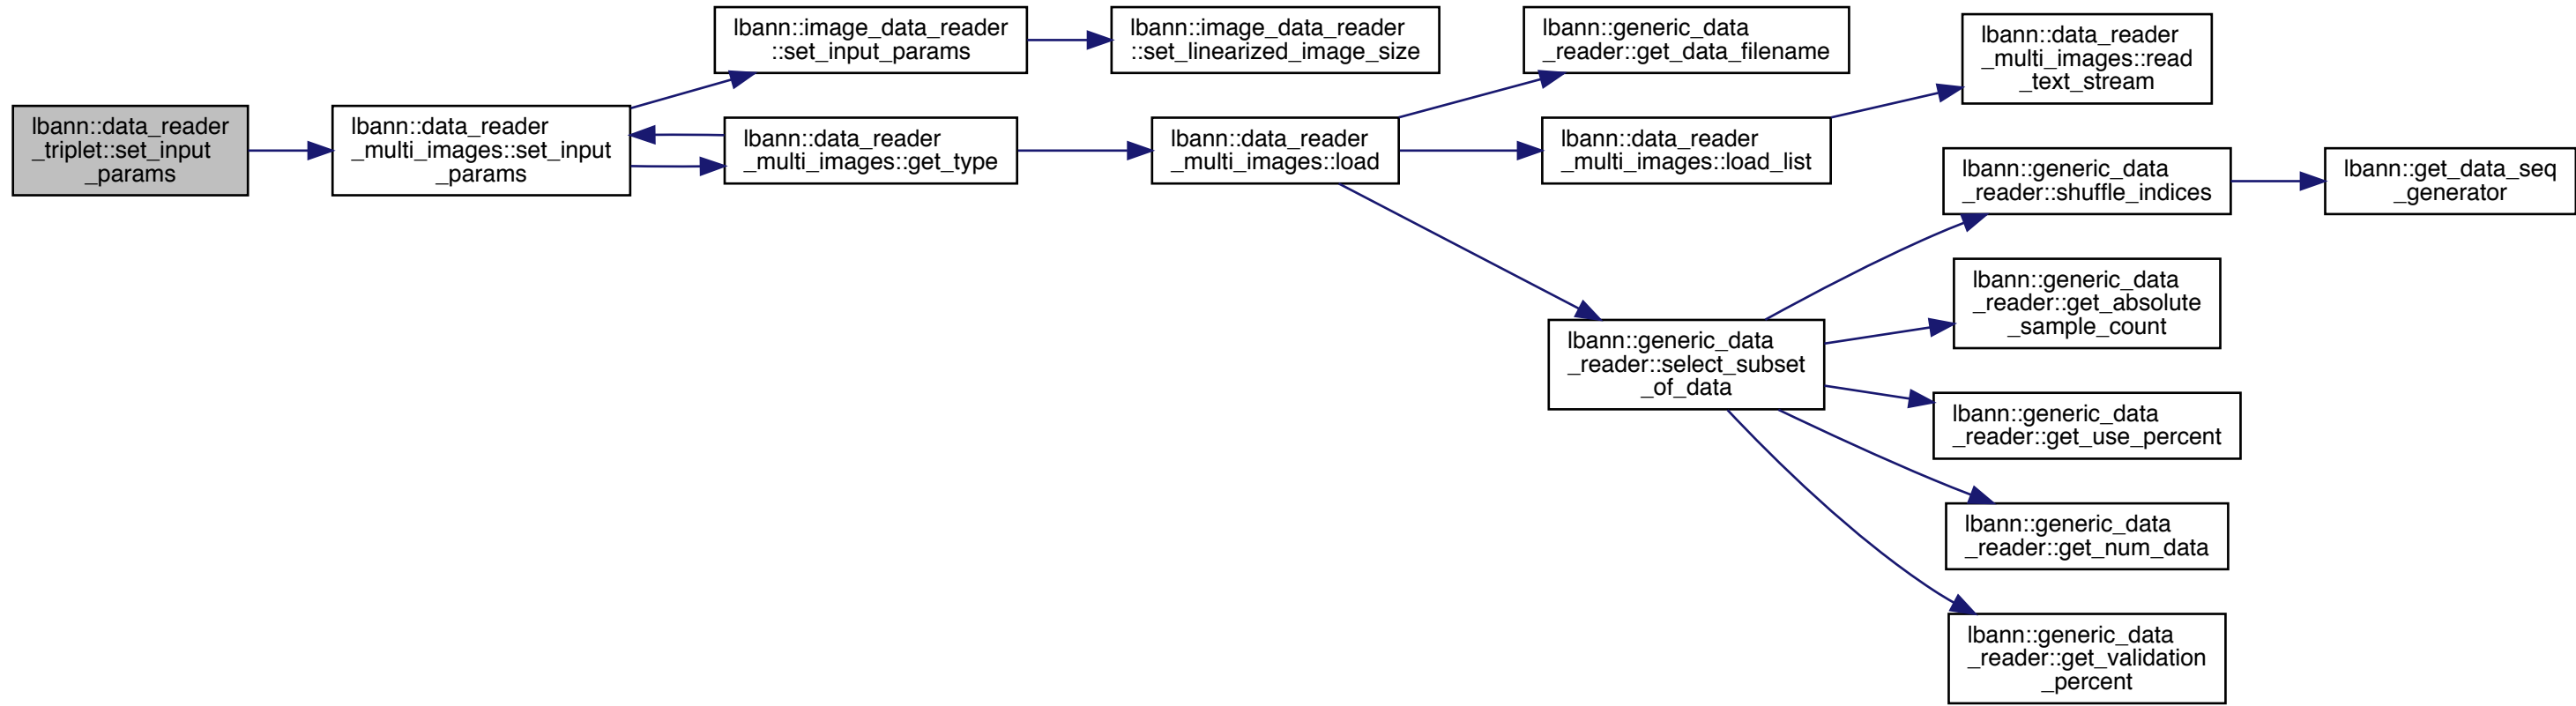 lbann::data_reader
_triplet::set_input
_params
lbann::data_reader
_multi_images::set_input
_params
lbann::image_data_reader
::set_input_params
lbann::image_data_reader
::set_linearized_image_size
lbann::data_reader
_multi_images::get_type
lbann::data_reader
_multi_images::load
lbann::generic_data
_reader::get_data_filename
lbann::data_reader
_multi_images::load_list
lbann::data_reader
_multi_images::read
_text_stream
lbann::generic_data
_reader::select_subset
_of_data
lbann::generic_data
_reader::shuffle_indices
lbann::get_data_seq
_generator
lbann::generic_data
_reader::get_absolute
_sample_count
lbann::generic_data
_reader::get_use_percent
lbann::generic_data
_reader::get_num_data
lbann::generic_data
_reader::get_validation
_percent